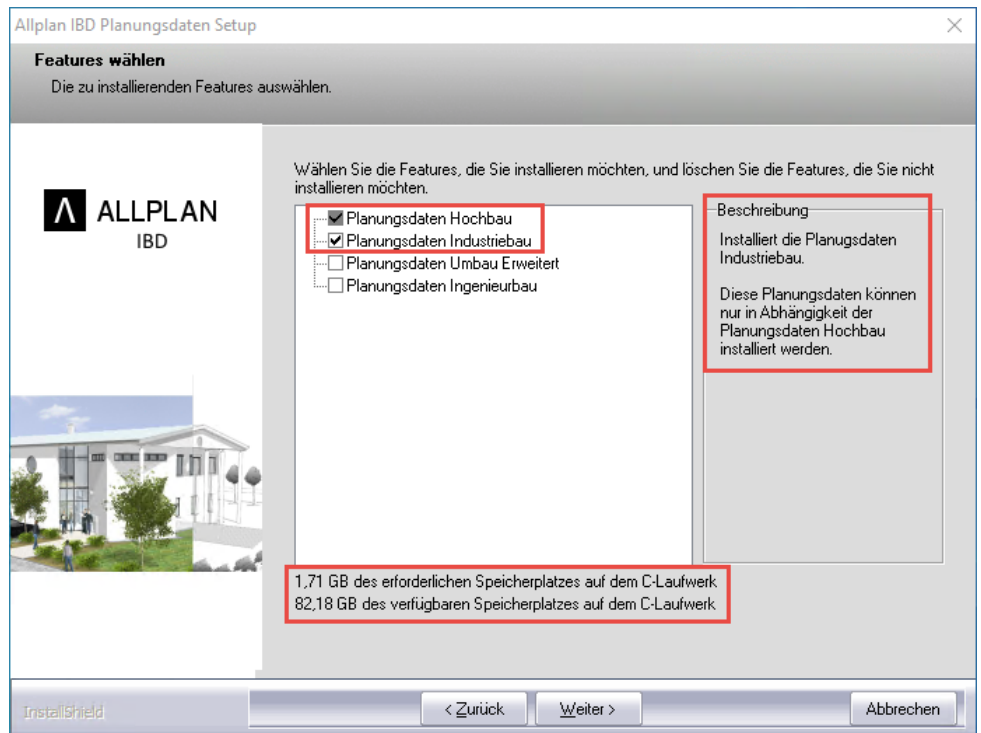 Allplan IBD Planungsdaten Setup
Features wählen
Die zu installierenden Features auswählen.
ALLPLAN
IBD
Wählen Sie die Features, die Sie installieren möchten, und löschen Sie die Features, die Sie nicht
installieren möchten.
Planungsdaten Hochbau
Planungsdaten Industriebau
Planungsdaten Umbau Erweitert
Planungsdaten Ingenieurbau
Beschreibung
Installiert die Planugsdaten
Industriebau.
Diese Planungsdaten können
nur in Abhängigkeit der
Planungsdaten Hochbau
installiert werden.
1,71 GB des erforderlichen Speicherplatzes auf dem C-Laufwerk
82,18 GB des verfügbaren Speicherplatzes auf dem C-Laufwerk
InstallShield
< Zurück
Weiter >
Abbrechen